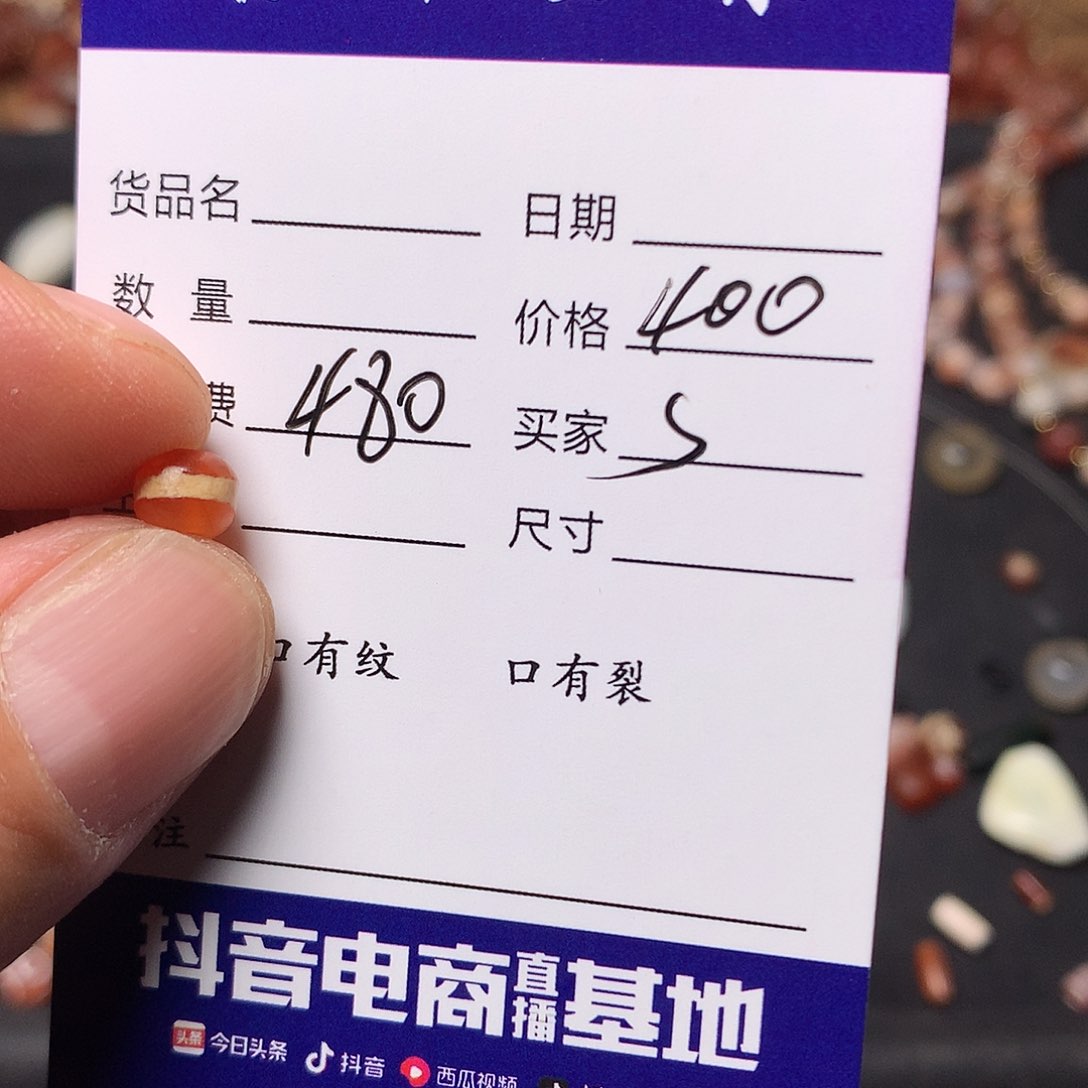 货品名 日期
数 量 价格 400
费 480 买家 S
尺寸
口有纹 口有裂
注
抖音电商直播基地
头条 今日头条 抖音 西瓜视频